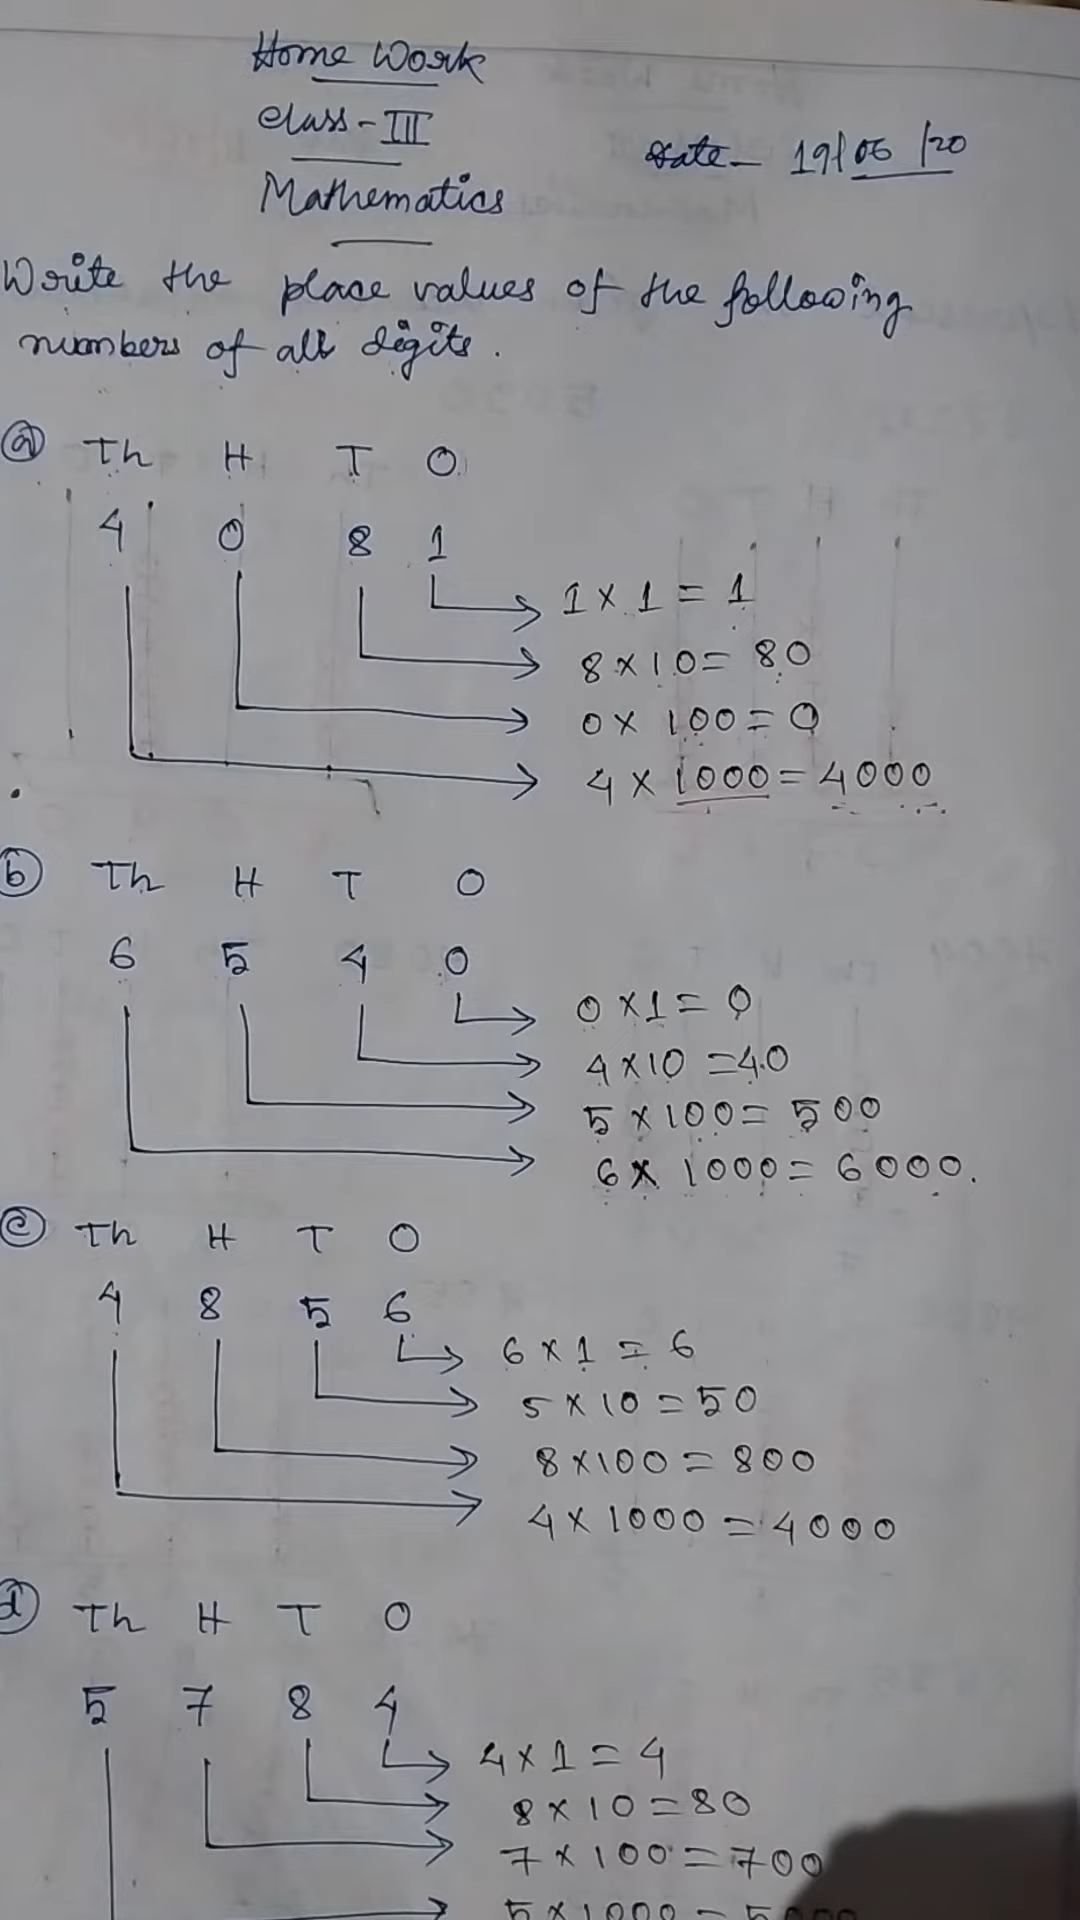 Home Work
Class-III
Date- 19/06/20
Mathematics
Write the place values of the following
numbers of all digits.
(a) Th H T O
4 0 8 1
1 × 1 = 1
8 × 10 = 80
0 × 100 = 0
4 × 1000 = 4000
(b) Th H T O
6 5 4 0
0 × 1 = 0
4 × 10 = 40
5 × 100 = 500
6 × 1000 = 6000.
(c) Th H T O
4 8 5 6
6 × 1 = 6
5 × 10 = 50
8 × 100 = 800
4 × 1000 = 4000
(d) Th H T O
5 7 8 4
4 × 1 = 4
8 × 10 = 80
7 × 100 = 700
5 × 1000 = 5000